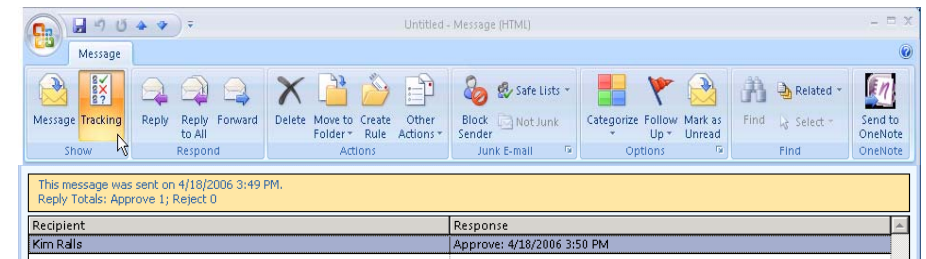 Untitled - Message (HTML)
Message
Message Tracking
Show
Reply Reply to All Forward
Respond
Delete Move to Folder Create Rule Other Actions
Actions
Block Sender Safe Lists Not Junk
Junk E-mail
Categorize Follow Up Mark as Unread
Options
Find Related Select
Find
Send to OneNote
OneNote
This message was sent on 4/18/2006 3:49 PM.
Reply Totals: Approve 1; Reject 0
Recipient Response
Kim Ralls Approve: 4/18/2006 3:50 PM